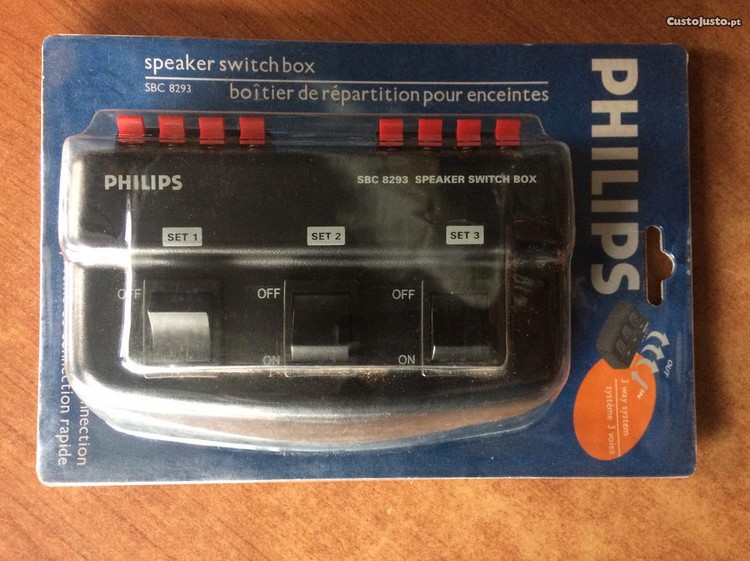 CustoJusto.pt
speaker switch box
SBC 8293
boîtier de répartition pour enceintes
PHILIPS
PHILIPS
SBC 8293 SPEAKER SWITCH BOX
SET 1
SET 2
SET 3
OFF
OFF
OFF
ON
ON
OUT
IN
3 way system
système 3 voies
connection rapide